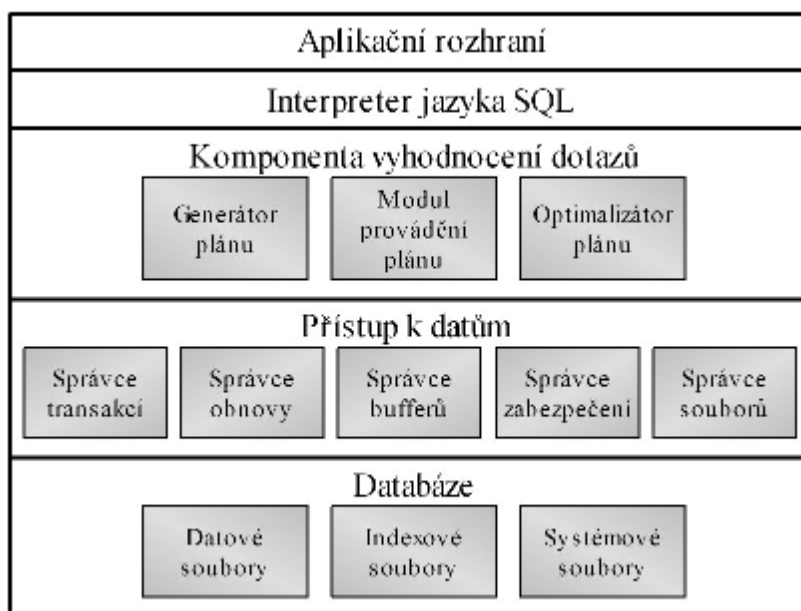 Aplikační rozhraní
Interpreter jazyka SQL
Komponenta vyhodnocení dotazů
Generátor
plánu
Modul
provádění
plánu
Optimalizátor
plánu
Přístup k datům
Správce
transakcí
Správce
obnovy
Správce
bufferů
Správce
zabezpečení
Správce
souborů
Databáze
Datové
soubory
Indexové
soubory
Systémové
soubory